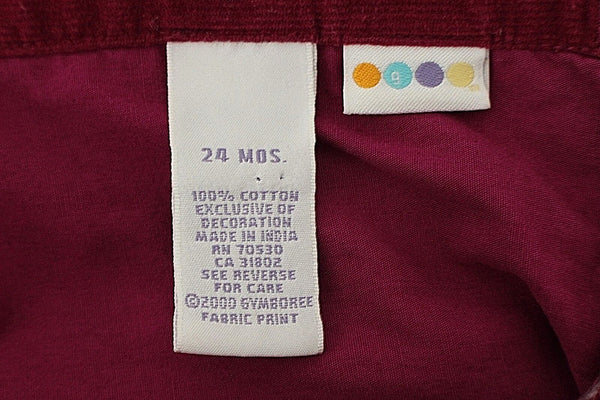 24 MOS.
100% COTTON
EXCLUSIVE OF
DECORATION
MADE IN INDIA
RN 70530
CA 31802
SEE REVERSE
FOR CARE
©2000 GYMBOREE
FABRIC PRINT
g